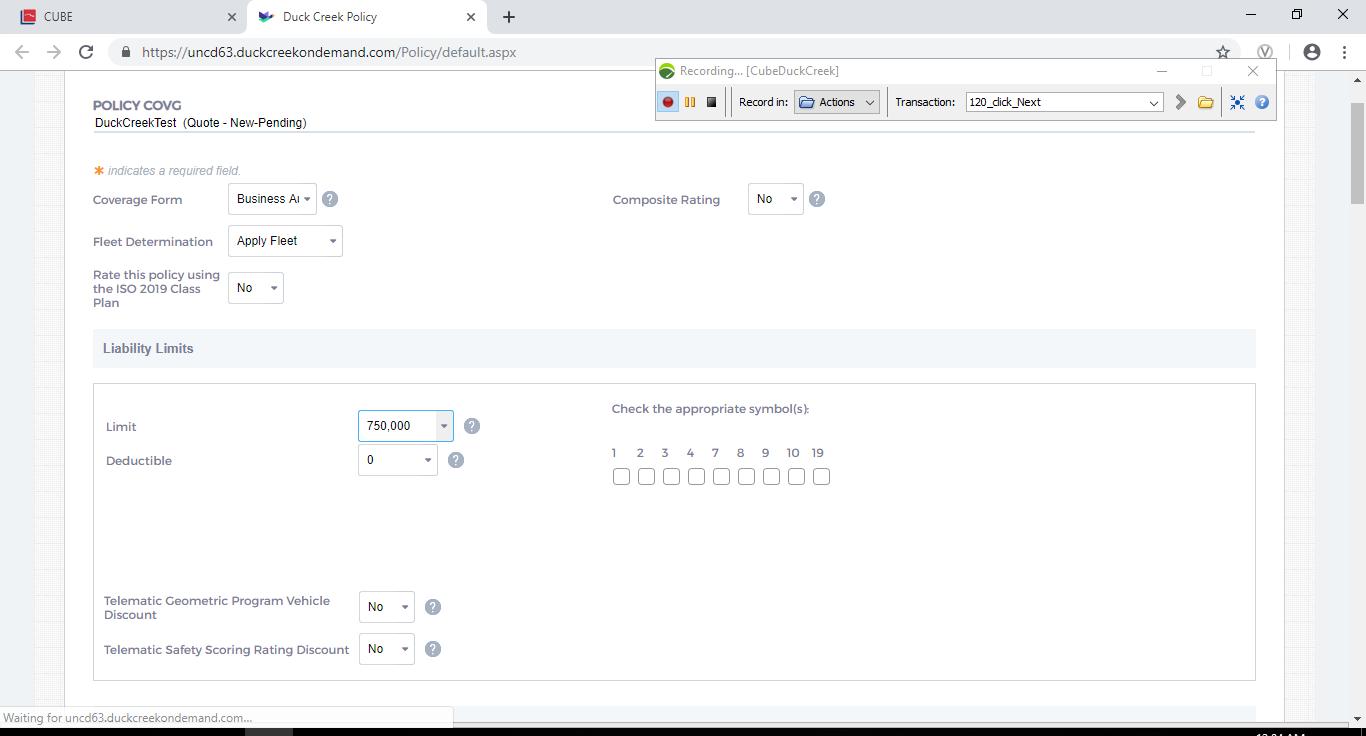 CUBE
Duck Creek Policy
https://uncd63.duckcreekondemand.com/Policy/default.aspx
Recording... [CubeDuckCreek]
Record in: Actions Transaction: 120_click_Next
POLICY COVG
DuckCreekTest (Quote - New-Pending)
* indicates a required field.
Coverage Form Business Au ? Composite Rating No ?
Fleet Determination Apply Fleet
Rate this policy using
the ISO 2019 Class
Plan
No
Liability Limits
Check the appropriate symbol(s):
Limit 750,000 ?
Deductible 0 ?
1 2 3 4 7 8 9 10 19
Telematic Geometric Program Vehicle
Discount
No ?
Telematic Safety Scoring Rating Discount No ?
Waiting for uncd63.duckcreekondemand.com...